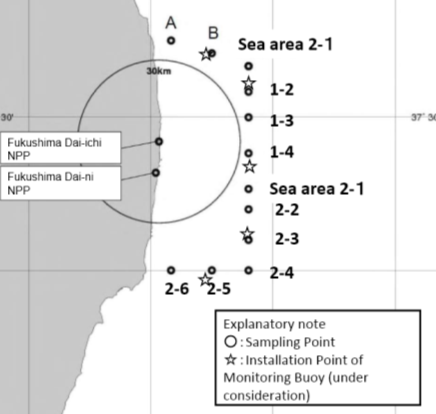 A
B
Sea area 2-1
30km
1-2
30'
1-3
37° 30
Fukushima Dai-ichi
NPP
1-4
Fukushima Dai-ni
NPP
Sea area 2-1
2-2
2-3
2-4
2-6
2-5
Explanatory note
O: Sampling Point
☆: Installation Point of
Monitoring Buoy (under
consideration)